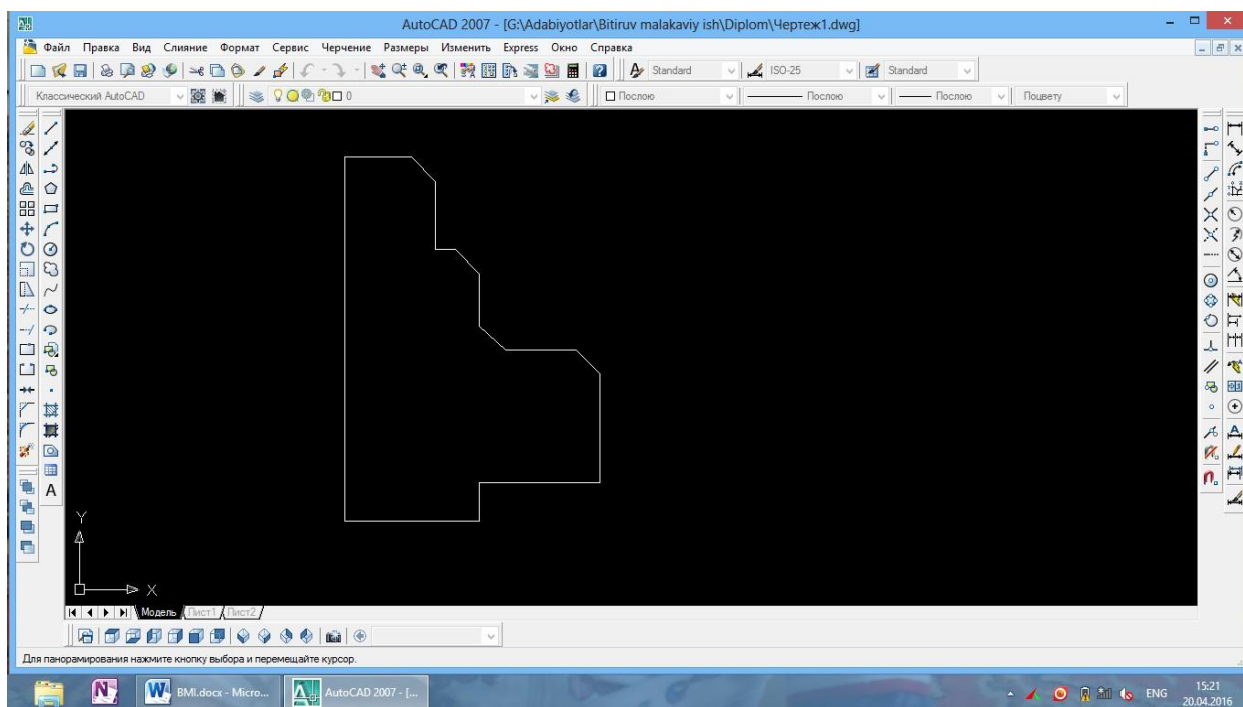 AutoCAD 2007 - [G:\Adabiyotlar\Bitiruv malakaviy ish\Diplom\Чертеж1.dwg]
Файл Правка Вид Слияние Формат Сервис Черчение Размеры Изменить Express Окно Справка
Standard ISO-25 Standard
Классический AutoCAD 0 Послою Послою Послою Поцвету
A
Y
X
Модель Лист1 Лист2
Для панорамирования нажмите кнопку выбора и перемещайте курсор.
BMI.docx - Micro... AutoCAD 2007 - [... ENG 15:21
20.04.2016